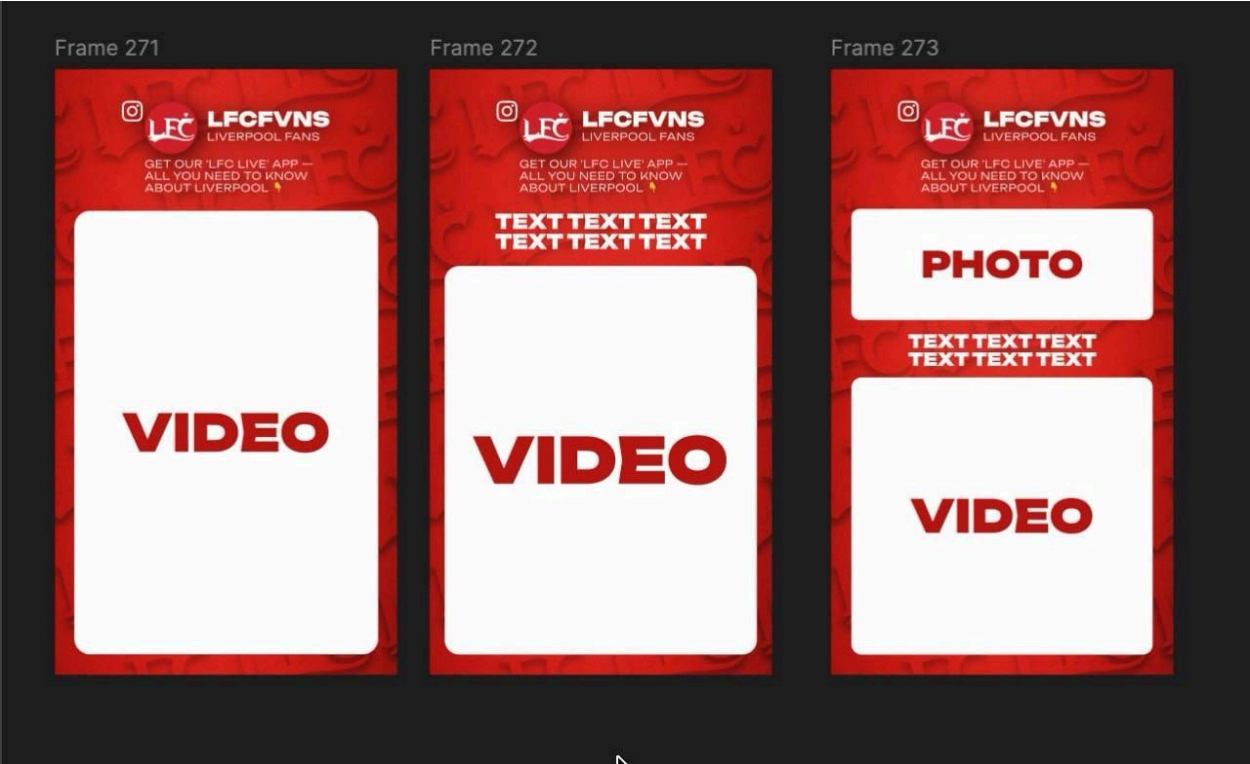 Frame 271
LFC
LFCFVNS
LIVERPOOL FANS
GET OUR 'LFC LIVE' APP —
ALL YOU NEED TO KNOW
ABOUT LIVERPOOL 👇
VIDEO
Frame 272
LFC
LFCFVNS
LIVERPOOL FANS
GET OUR 'LFC LIVE' APP —
ALL YOU NEED TO KNOW
ABOUT LIVERPOOL 👇
TEXT TEXT TEXT
TEXT TEXT TEXT
VIDEO
Frame 273
LFC
LFCFVNS
LIVERPOOL FANS
GET OUR 'LFC LIVE' APP —
ALL YOU NEED TO KNOW
ABOUT LIVERPOOL 👇
PHOTO
TEXT TEXT TEXT
TEXT TEXT TEXT
VIDEO